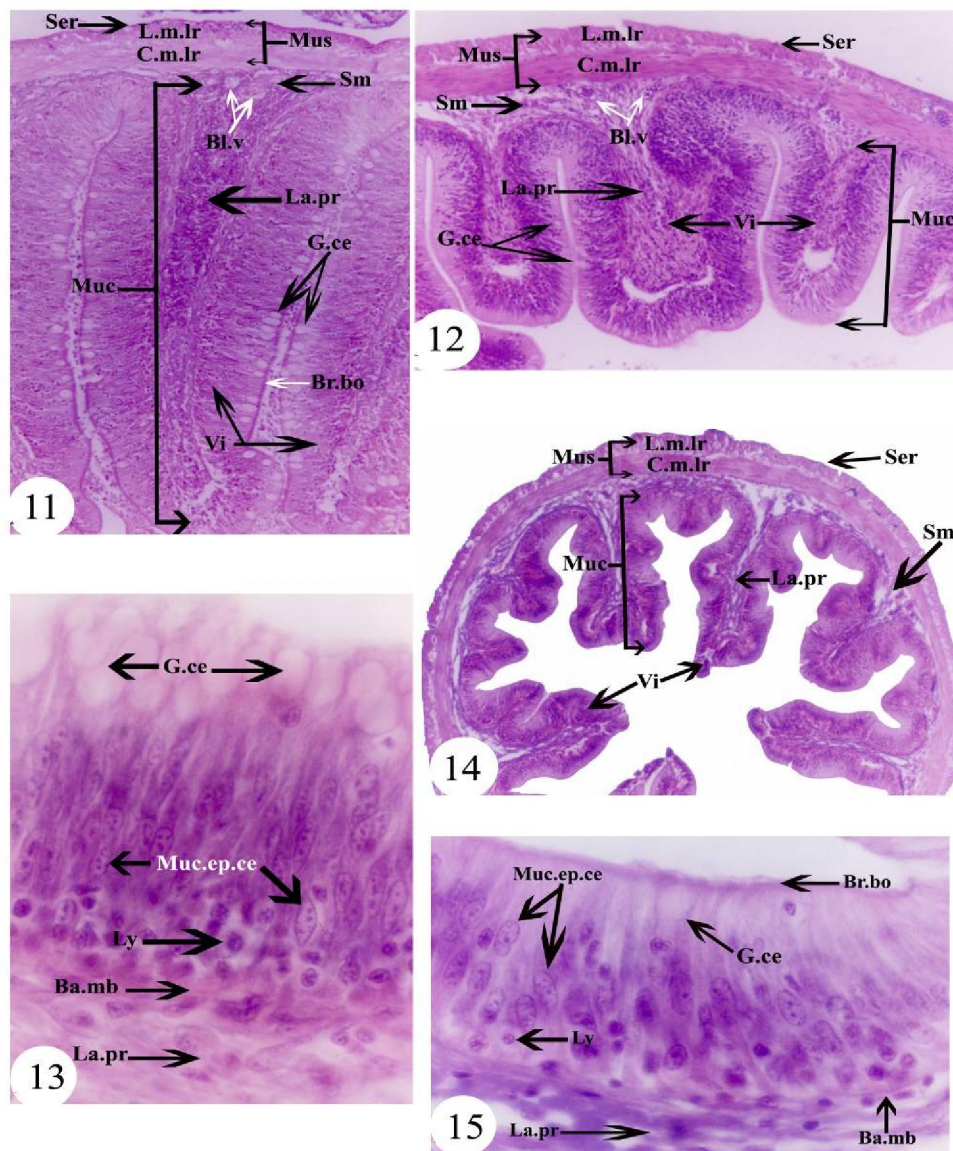 Ser
L.m.lr
C.m.lr
Mus
Sm
Bl.v
La.pr
G.ce
Muc
Br.bo
Vi
11
L.m.lr
Mus
C.m.lr
Ser
Sm
Bl.v
La.pr
G.ce
Vi
Muc
12
G.ce
Muc.ep.ce
Ly
Ba.mb
La.pr
13
L.m.lr
Mus
C.m.lr
Ser
Sm
Muc
La.pr
Vi
14
Muc.ep.ce
Br.bo
G.ce
Ly
La.pr
Ba.mb
15